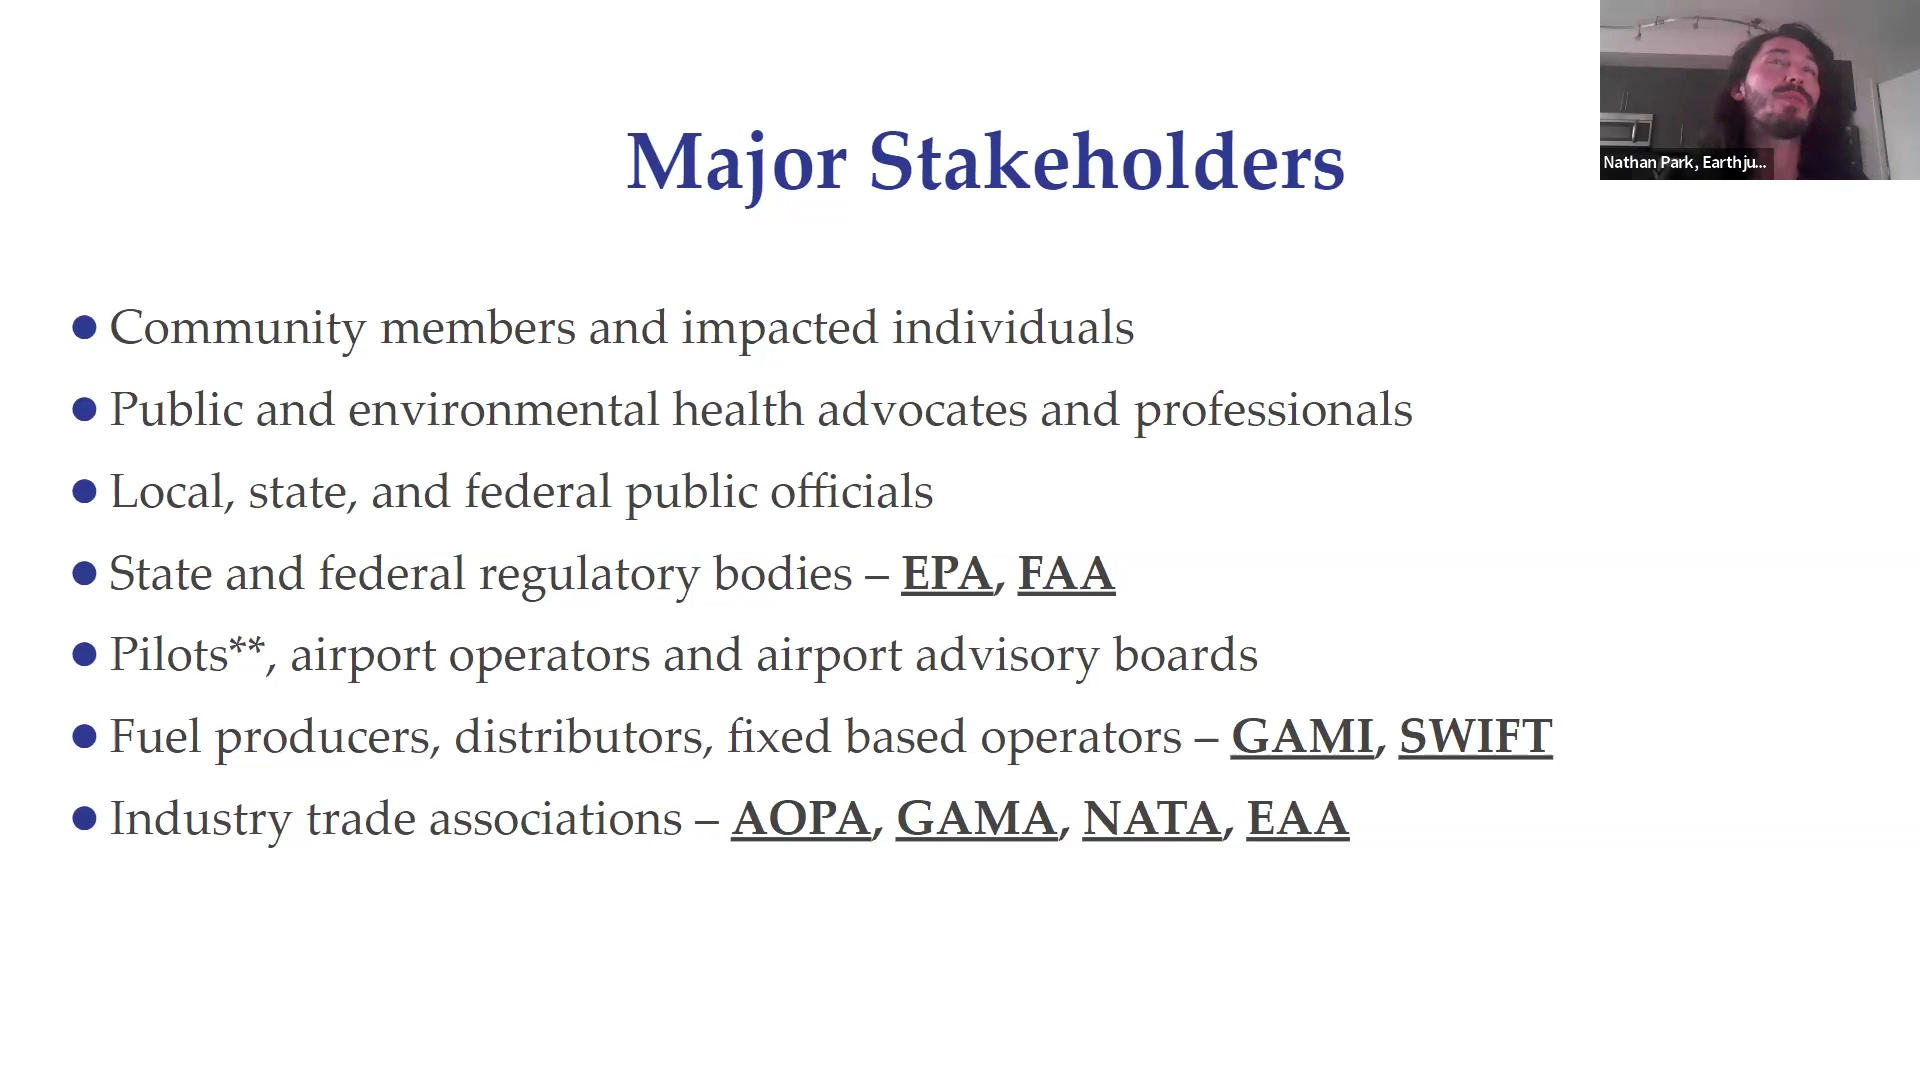 Major Stakeholders
Nathan Park, Earthju...
● Community members and impacted individuals
● Public and environmental health advocates and professionals
● Local, state, and federal public officials
● State and federal regulatory bodies – EPA, FAA
● Pilots**, airport operators and airport advisory boards
● Fuel producers, distributors, fixed based operators – GAMI, SWIFT
● Industry trade associations – AOPA, GAMA, NATA, EAA